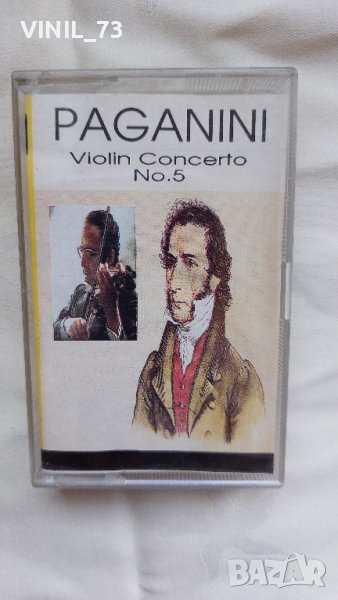 VINIL_73
PAGANINI
Violin Concerto
No.5
BAZAR